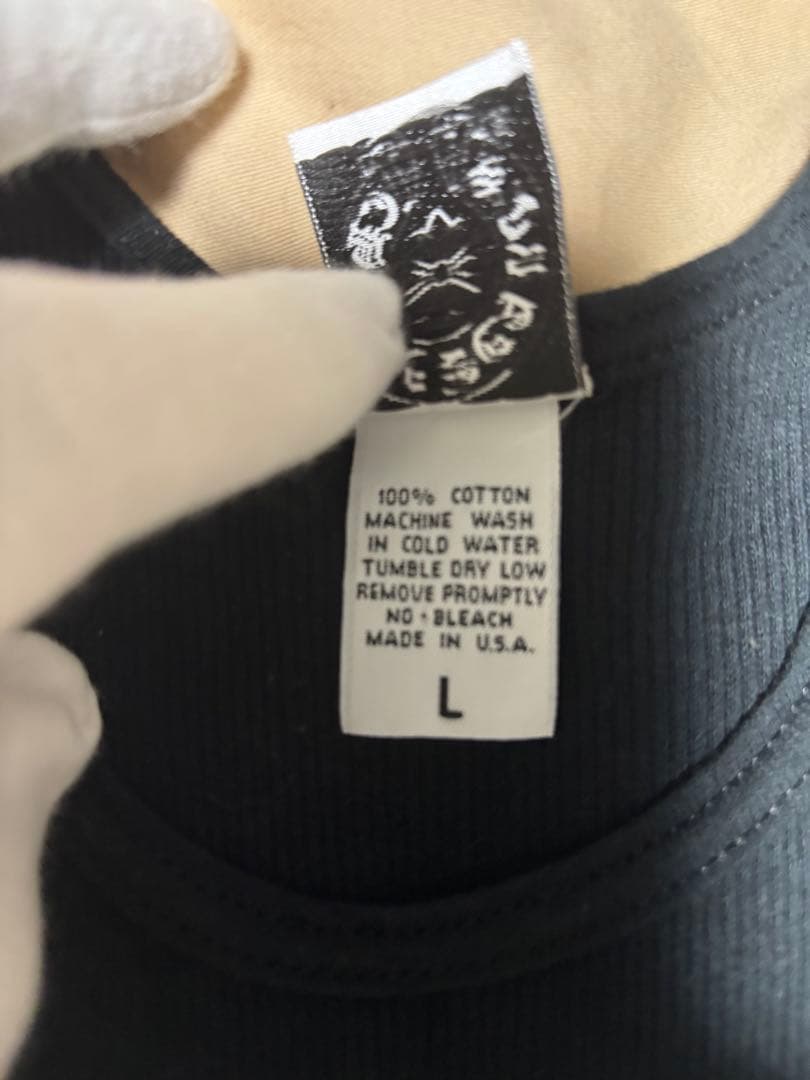 100% COTTON
MACHINE WASH
IN COLD WATER
TUMBLE DRY LOW
REMOVE PROMPTLY
NO • BLEACH
MADE IN U.S.A.
L